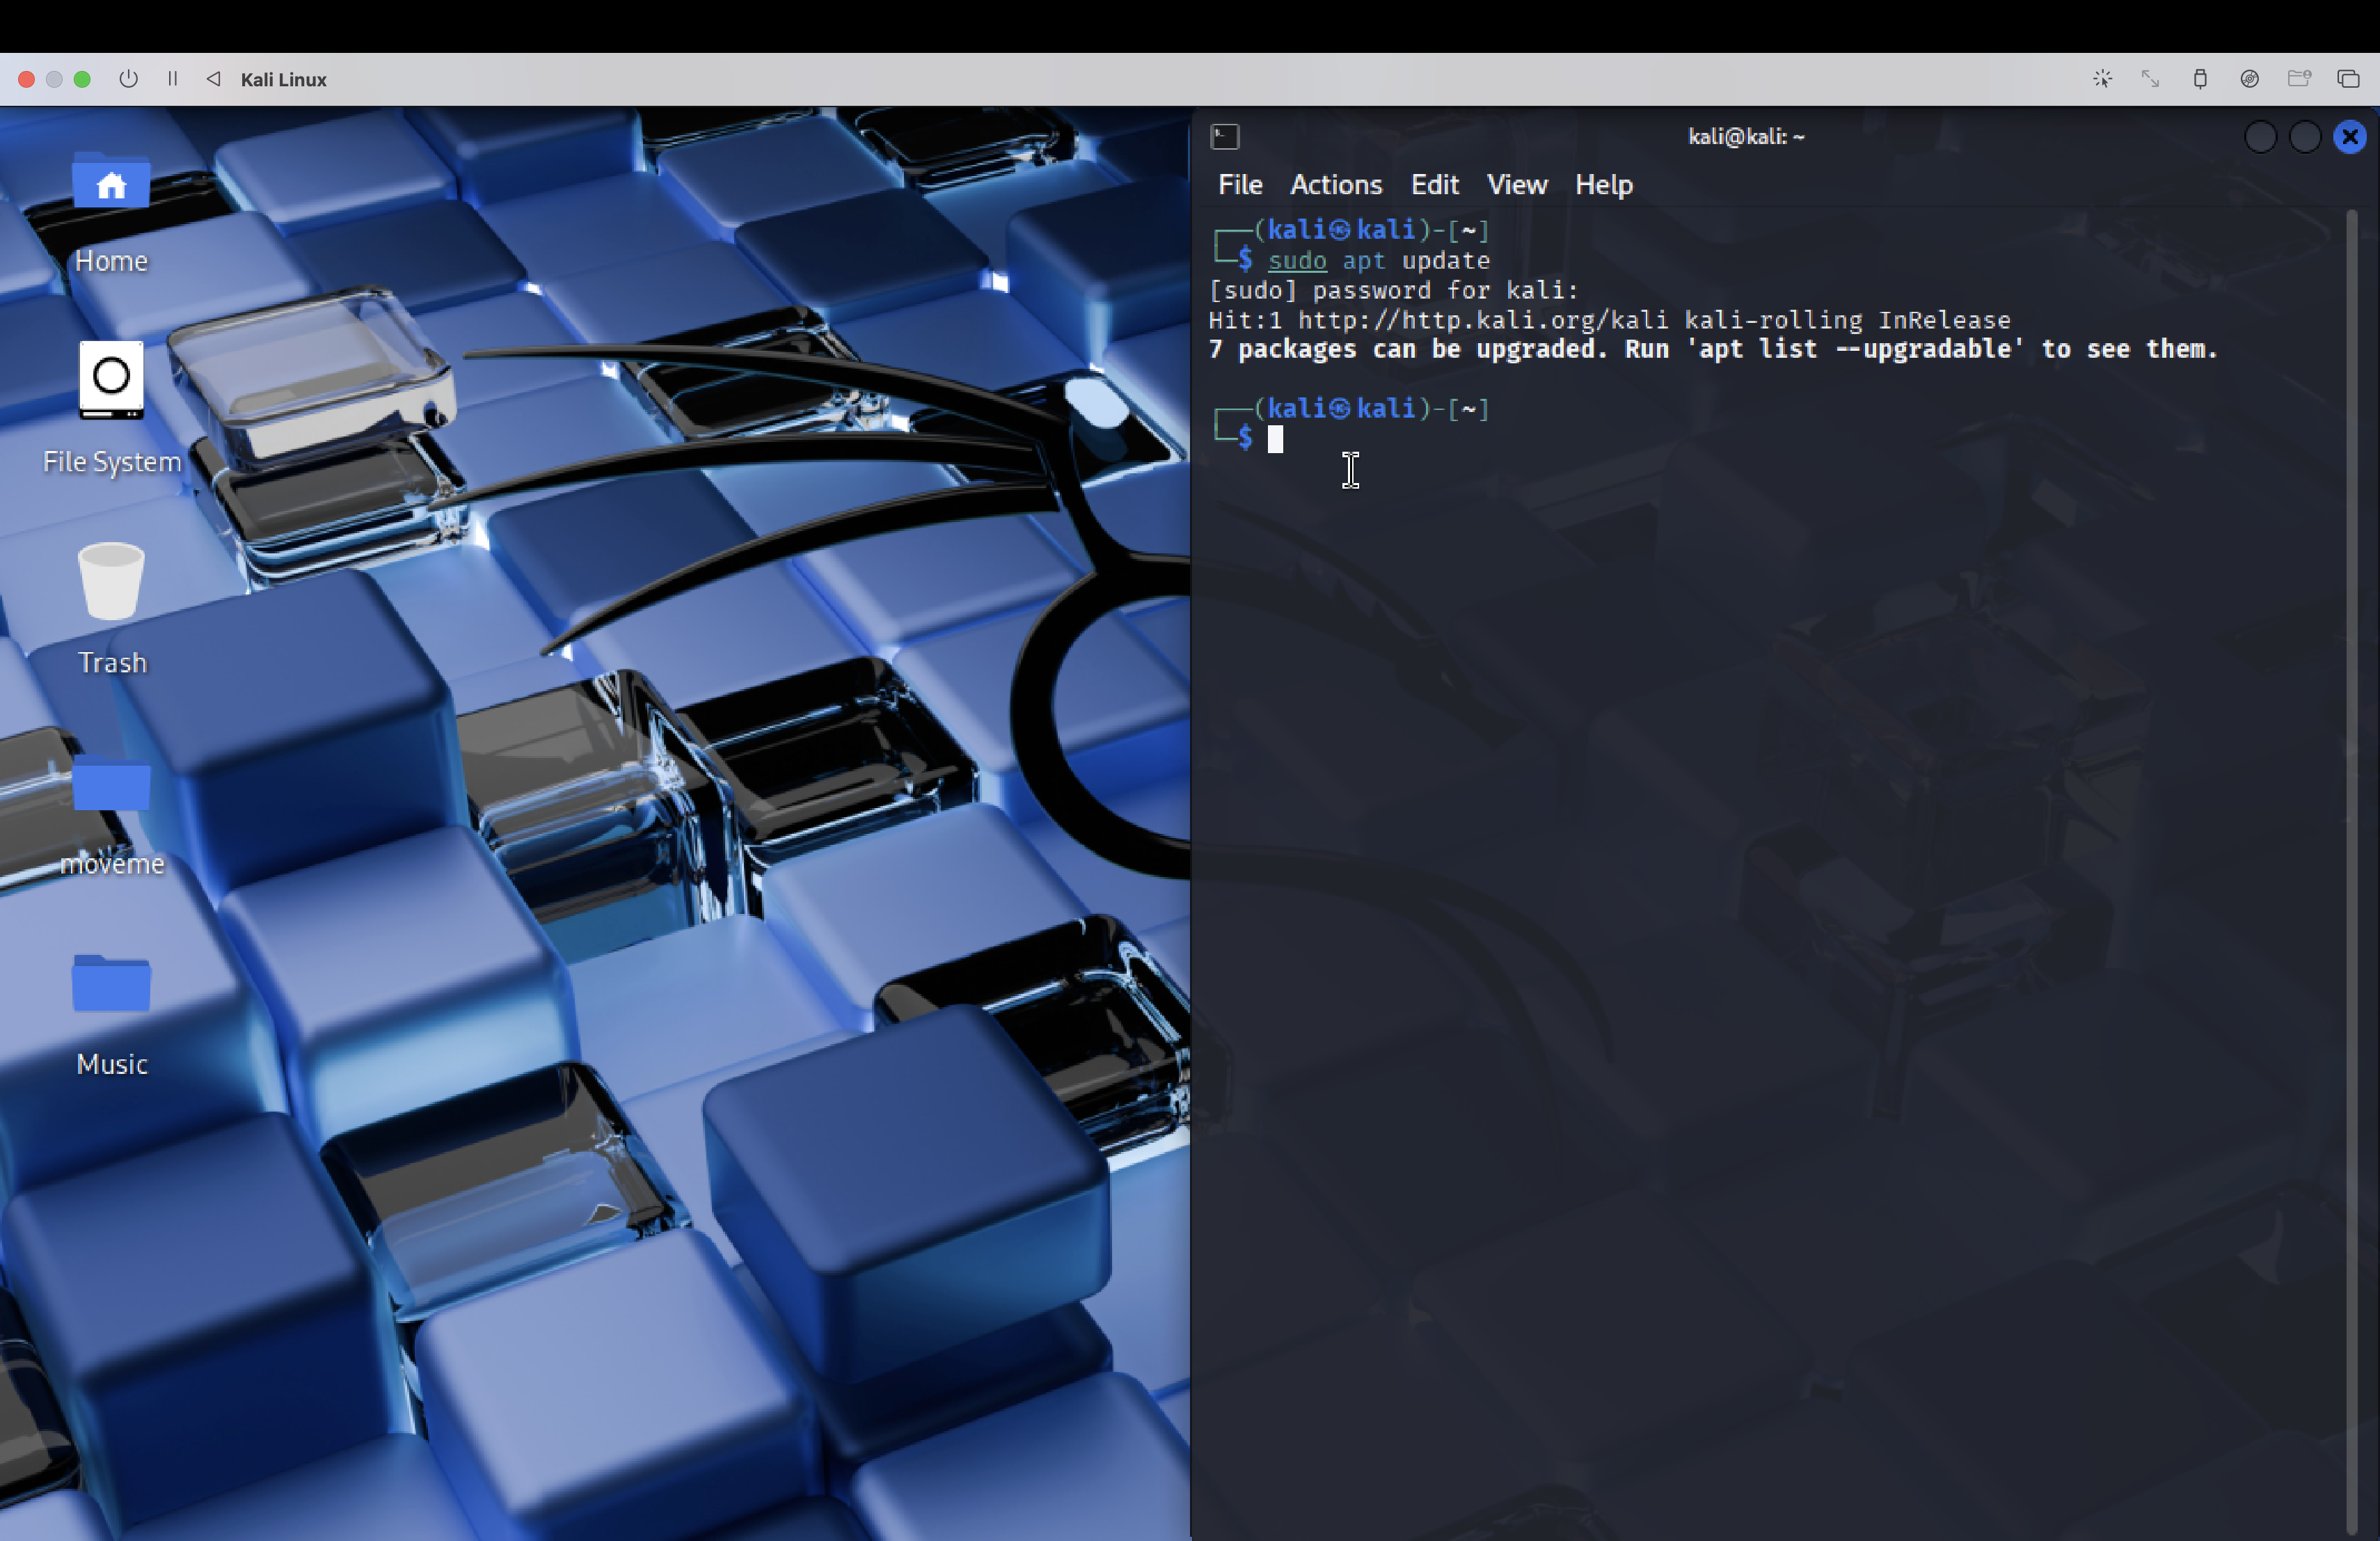 Kali Linux
Home
File System
Trash
moveme
Music
kali@kali: ~
File Actions Edit View Help
┌──(kali㉿kali)-[~]
└─$ sudo apt update
[sudo] password for kali:
Hit:1 http://http.kali.org/kali kali-rolling InRelease
7 packages can be upgraded. Run 'apt list --upgradable' to see them.
┌──(kali㉿kali)-[~]
└─$